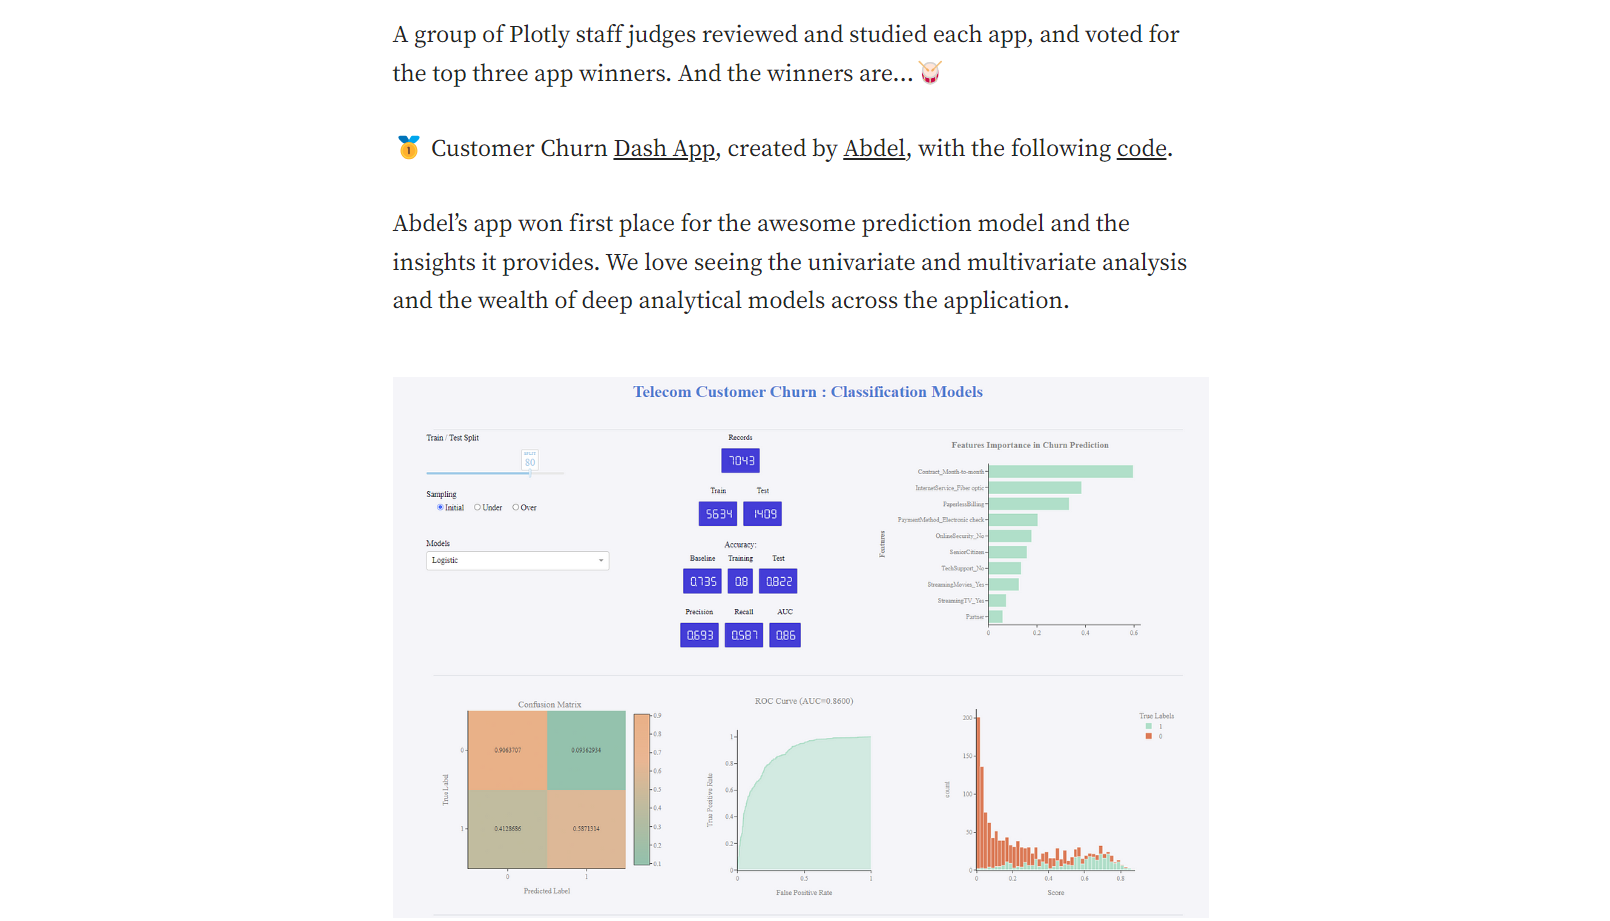 A group of Plotly staff judges reviewed and studied each app, and voted for
the top three app winners. And the winners are… 🥁
🥇 Customer Churn Dash App, created by Abdel, with the following code.
Abdel’s app won first place for the awesome prediction model and the
insights it provides. We love seeing the univariate and multivariate analysis
and the wealth of deep analytical models across the application.
Telecom Customer Churn : Classification Models
Train / Test Split
SPLIT
80
Sampling
Initial Under Over
Models
Logistic
Records
7043
Train Test
5634 1409
Accuracy:
Baseline Training Test
0.735 0.8 0.822
Precision Recall AUC
0.693 0.587 0.86
Features Importance in Churn Prediction
Features
Contract_Month-to-month
InternetService_Fiber optic
PaperlessBilling
PaymentMethod_Electronic check
OnlineSecurity_No
SeniorCitizen
TechSupport_No
StreamingMovies_Yes
StreamingTV_Yes
Partner
0 0.2 0.4 0.6
Confusion Matrix
True Label
0
0.9063707 0.09362934
1
0.4128686 0.5871314
0 1
Predicted Label
0.9
0.8
0.7
0.6
0.5
0.4
0.3
0.2
0.1
ROC Curve (AUC=0.8600)
True Positive Rate
1
0.8
0.6
0.4
0.2
0
0 0.5 1
False Positive Rate
count
200
150
100
50
0
0 0.2 0.4 0.6 0.8
Score
True Labels
1
0